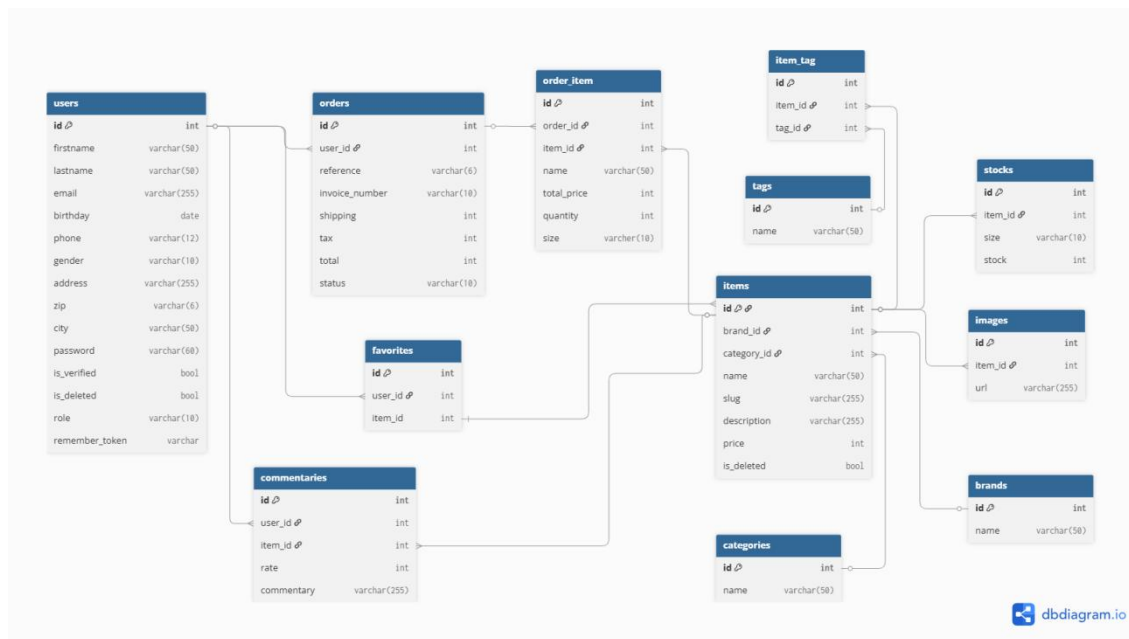 users
id int
firstname varchar(50)
lastname varchar(50)
email varchar(255)
birthday date
phone varchar(12)
gender varchar(10)
address varchar(255)
zip varchar(6)
city varchar(50)
password varchar(60)
is_verified bool
is_deleted bool
role varchar(10)
remember_token varchar
orders
id int
user_id int
reference varchar(6)
invoice_number varchar(10)
shipping int
tax int
total int
status varchar(10)
order_item
id int
order_id int
item_id int
name varchar(50)
total_price int
quantity int
size varcher(10)
item_tag
id int
item_id int
tag_id int
tags
id int
name varchar(50)
stocks
id int
item_id int
size varchar(10)
stock int
items
id int
brand_id int
category_id int
name varchar(50)
slug varchar(255)
description varchar(255)
price int
is_deleted bool
images
id int
item_id int
url varchar(255)
favorites
id int
user_id int
item_id int
commentaries
id int
user_id int
item_id int
rate int
commentary varchar(255)
brands
id int
name varchar(50)
categories
id int
name varchar(50)
dbdiagram.io